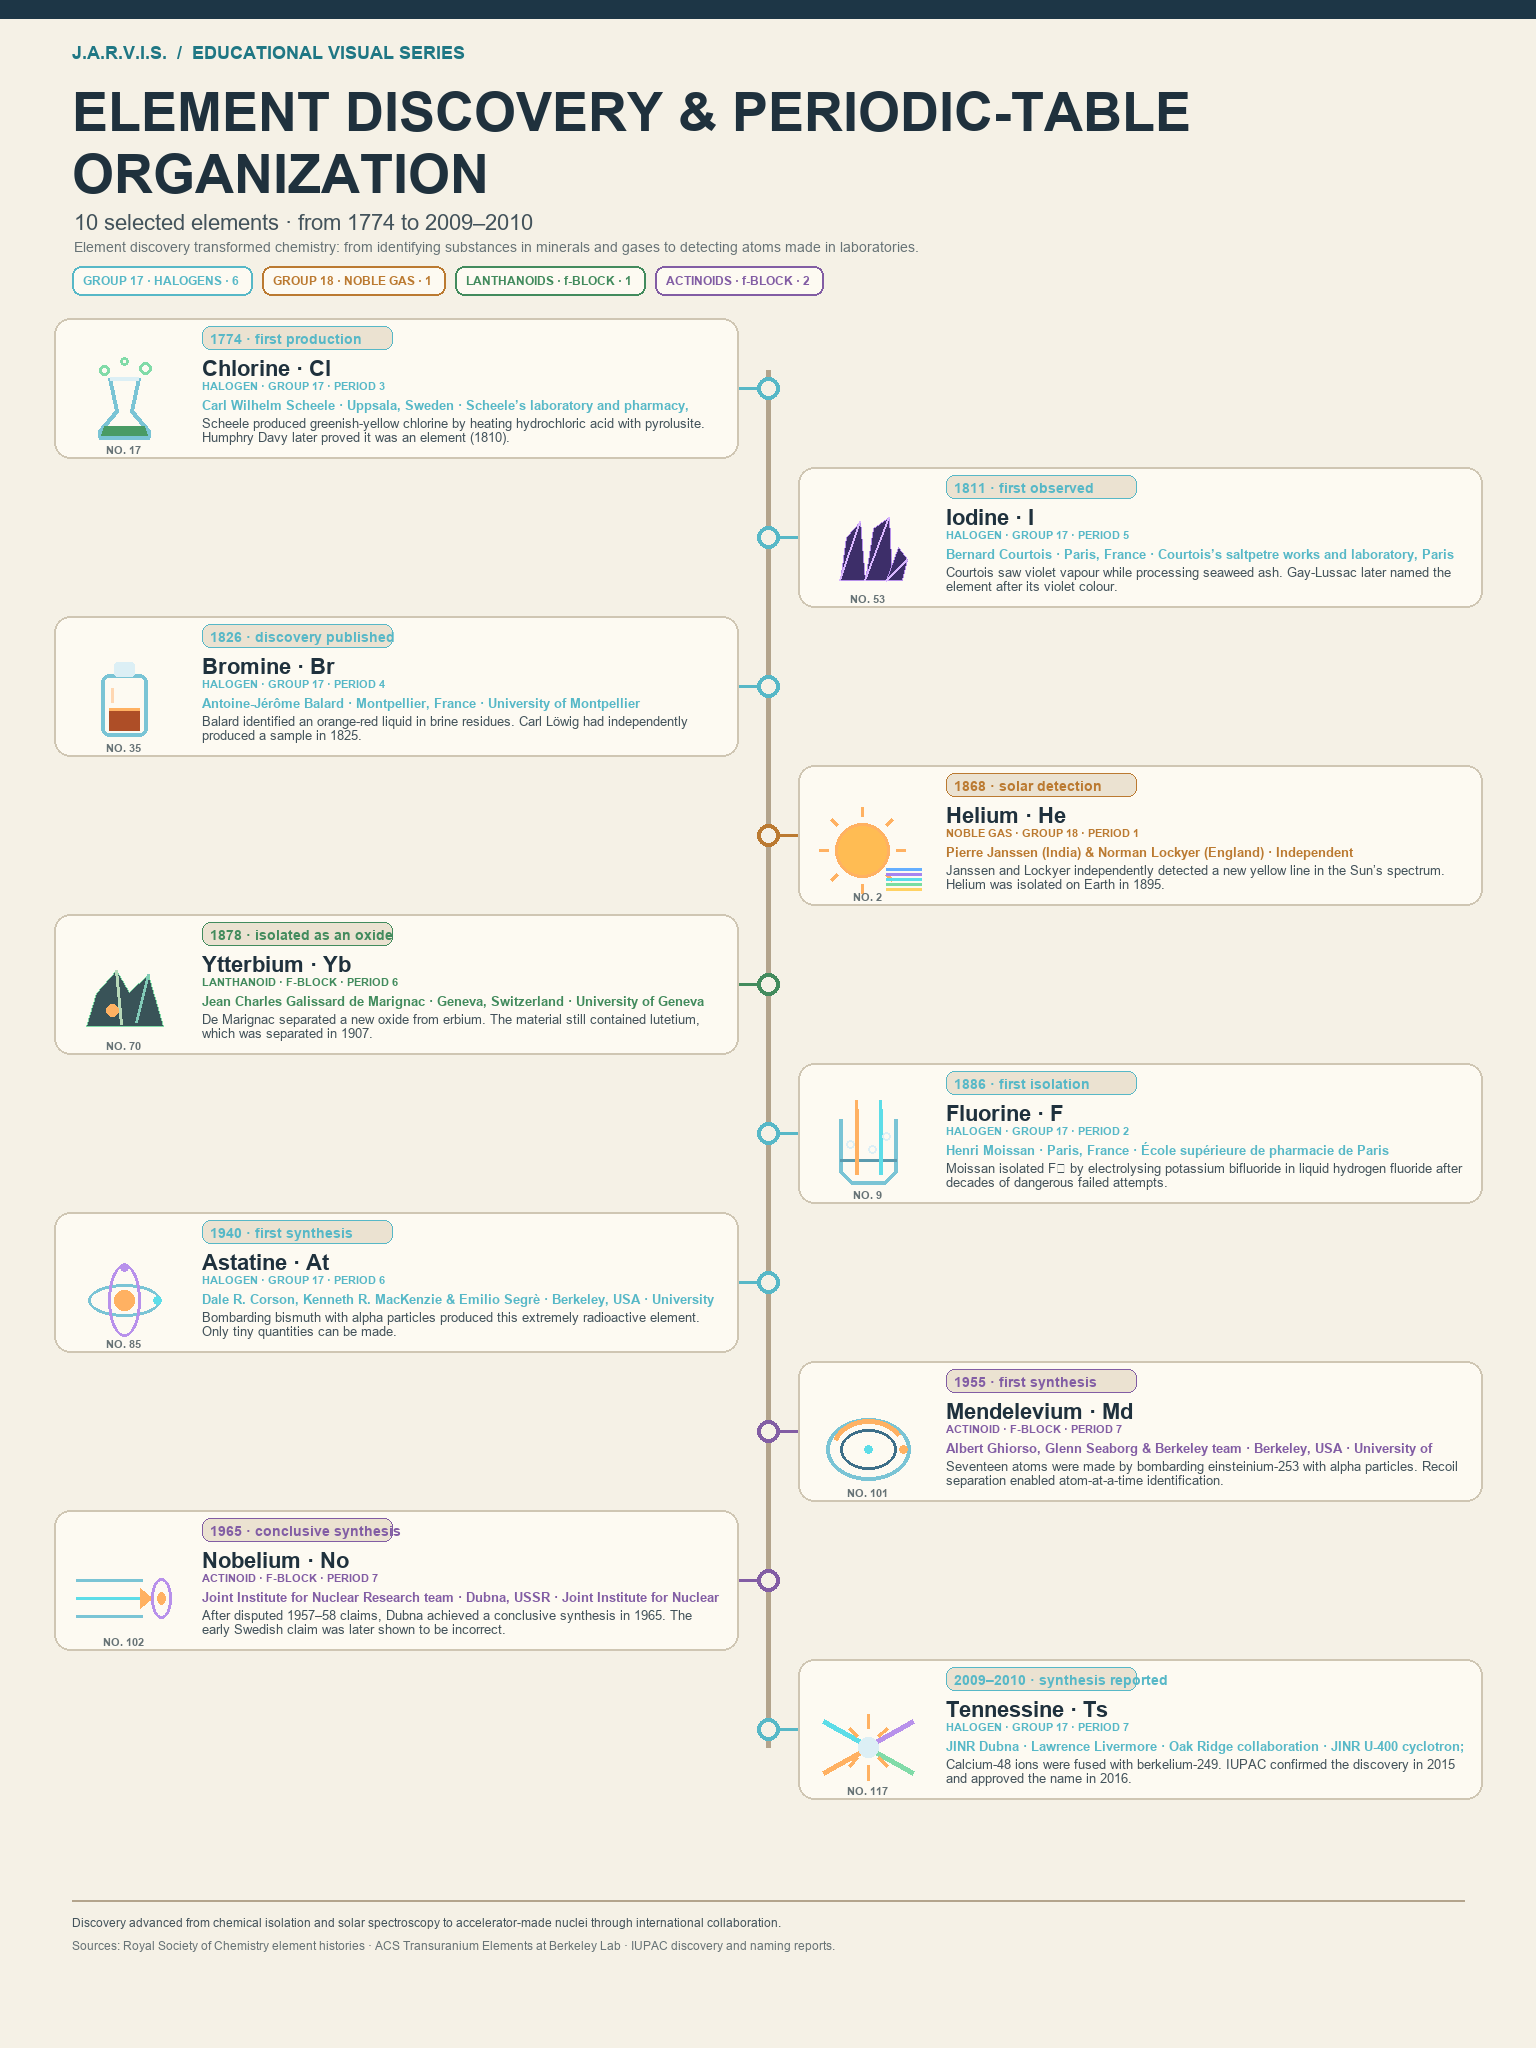 J.A.R.V.I.S. / EDUCATIONAL VISUAL SERIES
ELEMENT DISCOVERY & PERIODIC-TABLE
ORGANIZATION
10 selected elements · from 1774 to 2009–2010
Element discovery transformed chemistry: from identifying substances in minerals and gases to detecting atoms made in laboratories.
GROUP 17 · HALOGENS · 6
GROUP 18 · NOBLE GAS · 1
LANTHANOIDS · f-BLOCK · 1
ACTINOIDS · f-BLOCK · 2
1774 · first production
Chlorine · Cl
HALOGEN · GROUP 17 · PERIOD 3
Carl Wilhelm Scheele · Uppsala, Sweden · Scheele’s laboratory and pharmacy,
Scheele produced greenish-yellow chlorine by heating hydrochloric acid with pyrolusite.
Humphry Davy later proved it was an element (1810).
NO. 17
1811 · first observed
Iodine · I
HALOGEN · GROUP 17 · PERIOD 5
Bernard Courtois · Paris, France · Courtois’s saltpetre works and laboratory, Paris
Courtois saw violet vapour while processing seaweed ash. Gay-Lussac later named the
element after its violet colour.
NO. 53
1826 · discovery published
Bromine · Br
HALOGEN · GROUP 17 · PERIOD 4
Antoine-Jérôme Balard · Montpellier, France · University of Montpellier
Balard identified an orange-red liquid in brine residues. Carl Löwig had independently
produced a sample in 1825.
NO. 35
1868 · solar detection
Helium · He
NOBLE GAS · GROUP 18 · PERIOD 1
Pierre Janssen (India) & Norman Lockyer (England) · Independent
Janssen and Lockyer independently detected a new yellow line in the Sun’s spectrum.
Helium was isolated on Earth in 1895.
NO. 2
1878 · isolated as an oxide
Ytterbium · Yb
LANTHANOID · F-BLOCK · PERIOD 6
Jean Charles Galissard de Marignac · Geneva, Switzerland · University of Geneva
De Marignac separated a new oxide from erbium. The material still contained lutetium,
which was separated in 1907.
NO. 70
1886 · first isolation
Fluorine · F
HALOGEN · GROUP 17 · PERIOD 2
Henri Moissan · Paris, France · École supérieure de pharmacie de Paris
Moissan isolated F□ by electrolysing potassium bifluoride in liquid hydrogen fluoride after
decades of dangerous failed attempts.
NO. 9
1940 · first synthesis
Astatine · At
HALOGEN · GROUP 17 · PERIOD 6
Dale R. Corson, Kenneth R. MacKenzie & Emilio Segrè · Berkeley, USA · University
Bombarding bismuth with alpha particles produced this extremely radioactive element.
Only tiny quantities can be made.
NO. 85
1955 · first synthesis
Mendelevium · Md
ACTINOID · F-BLOCK · PERIOD 7
Albert Ghiorso, Glenn Seaborg & Berkeley team · Berkeley, USA · University of
Seventeen atoms were made by bombarding einsteinium-253 with alpha particles. Recoil
separation enabled atom-at-a-time identification.
NO. 101
1965 · conclusive synthesis
Nobelium · No
ACTINOID · F-BLOCK · PERIOD 7
Joint Institute for Nuclear Research team · Dubna, USSR · Joint Institute for Nuclear
After disputed 1957–58 claims, Dubna achieved a conclusive synthesis in 1965. The
early Swedish claim was later shown to be incorrect.
NO. 102
2009–2010 · synthesis reported
Tennessine · Ts
HALOGEN · GROUP 17 · PERIOD 7
JINR Dubna · Lawrence Livermore · Oak Ridge collaboration · JINR U-400 cyclotron;
Calcium-48 ions were fused with berkelium-249. IUPAC confirmed the discovery in 2015
and approved the name in 2016.
NO. 117
Discovery advanced from chemical isolation and solar spectroscopy to accelerator-made nuclei through international collaboration.
Sources: Royal Society of Chemistry element histories · ACS Transuranium Elements at Berkeley Lab · IUPAC discovery and naming reports.